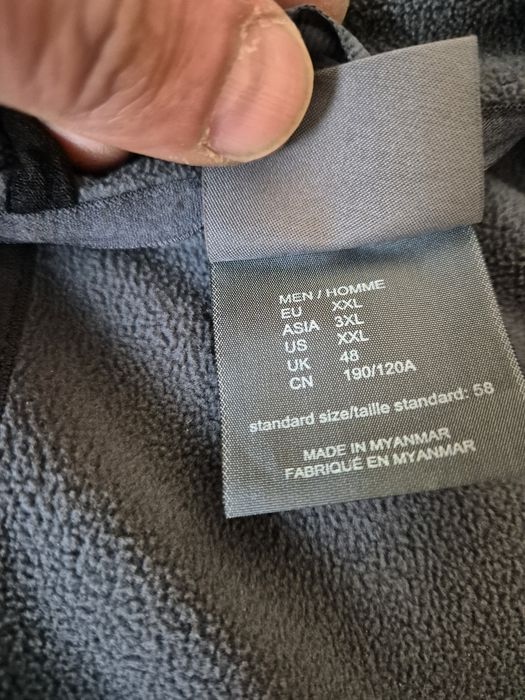 MEN / HOMME
EU XXL
ASIA 3XL
US XXL
UK 48
CN 190/120A
standard size/taille standard: 58
MADE IN MYANMAR
FABRIQUÉ EN MYANMAR